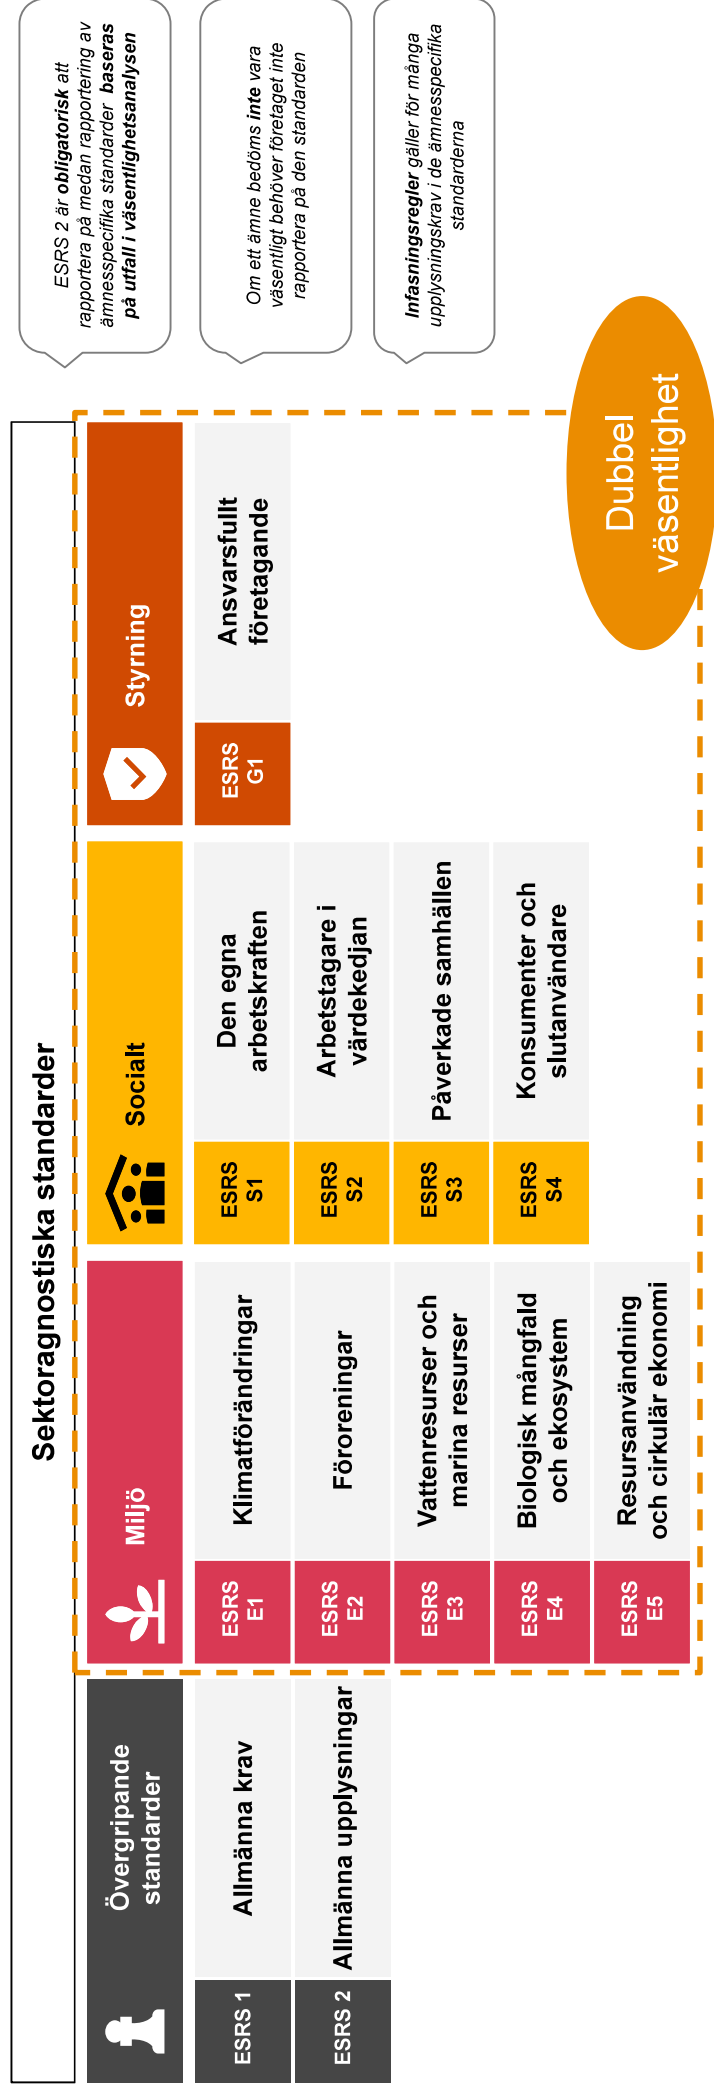 Sektoragnostiska standarder
Övergripande
standarder
ESRS 1
Allmänna krav
ESRS 2
Allmänna upplysningar
Miljö
ESRS
E1
Klimatförändringar
ESRS
E2
Föroreningar
ESRS
E3
Vattenresurser och
marina resurser
ESRS
E4
Biologisk mångfald
och ekosystem
ESRS
E5
Resursanvändning
och cirkulär ekonomi
Socialt
ESRS
S1
Den egna
arbetskraften
ESRS
S2
Arbetstagare i
värdekedjan
ESRS
S3
Påverkade samhällen
ESRS
S4
Konsumenter och
slutanvändare
Styrning
ESRS
G1
Ansvarsfullt
företagande
Dubbel
väsentlighet
ESRS 2 är obligatorisk att
rapportera på medan rapportering av
ämnesspecifika standarder baseras
på utfall i väsentlighetsanalysen
Om ett ämne bedöms inte vara
väsentligt behöver företaget inte
rapportera på den standarden
Infasningsregler gäller för många
upplysningskrav i de ämnesspecifika
standarderna